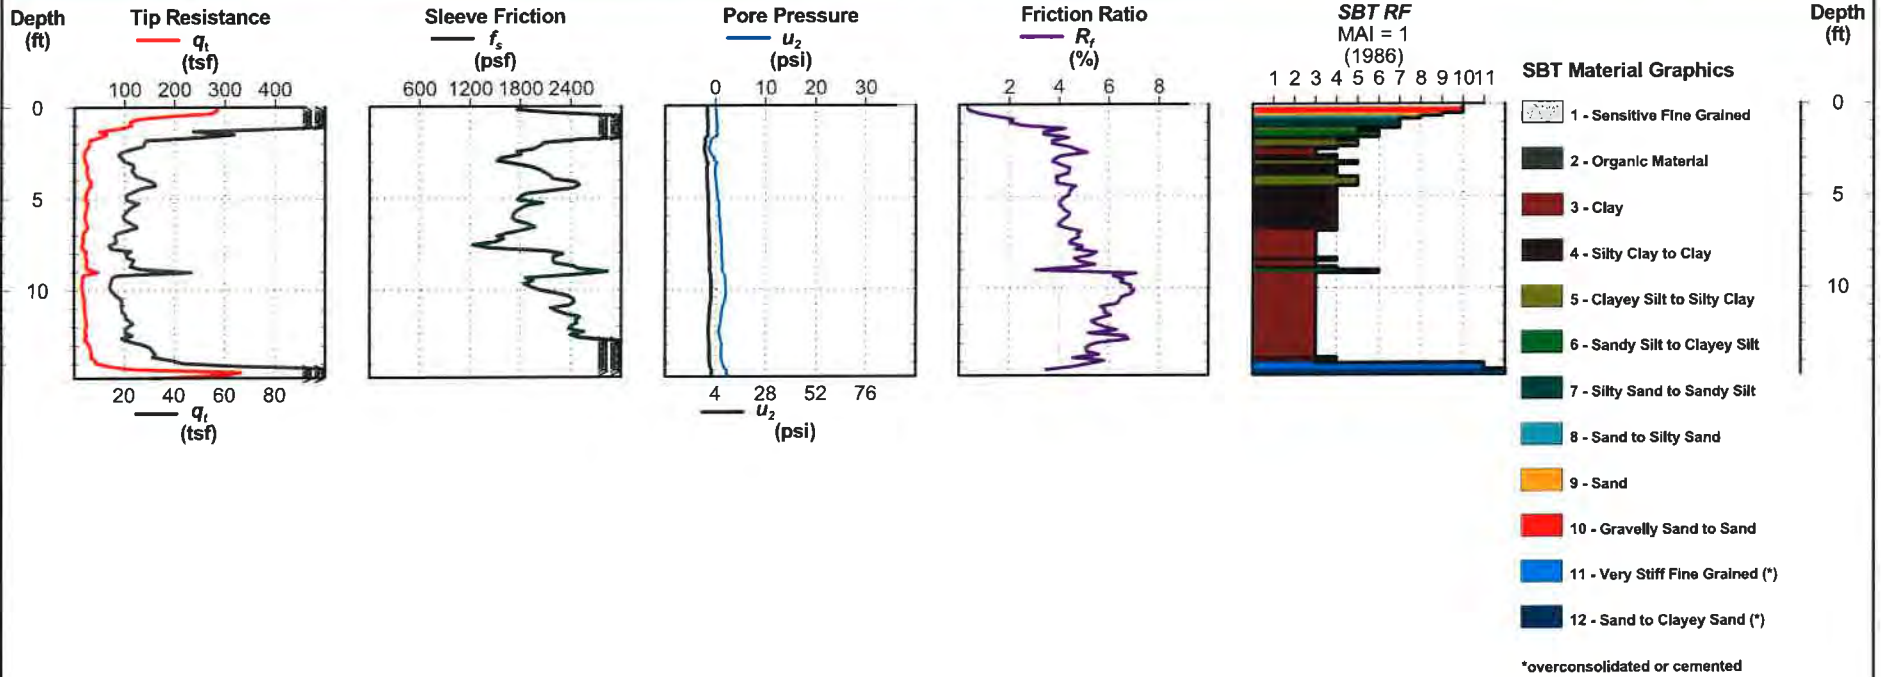 Depth
(ft)
Tip Resistance
qt
(tsf)
Sleeve Friction
fs
(psf)
Pore Pressure
u2
(psi)
Friction Ratio
Rf
(%)
SBT RF
MAI = 1
(1986)
Depth
(ft)
100 200 300 400
600 1200 1800 2400
0 10 20 30
2 4 6 8
1 2 3 4 5 6 7 8 9 10 11
0
5
10
0
5
10
20 40 60 80
qt
(tsf)
4 28 52 76
u2
(psi)
SBT Material Graphics
1 - Sensitive Fine Grained
2 - Organic Material
3 - Clay
4 - Silty Clay to Clay
5 - Clayey Silt to Silty Clay
6 - Sandy Silt to Clayey Silt
7 - Silty Sand to Sandy Silt
8 - Sand to Silty Sand
9 - Sand
10 - Gravelly Sand to Sand
11 - Very Stiff Fine Grained (*)
12 - Sand to Clayey Sand (*)
*overconsolidated or cemented